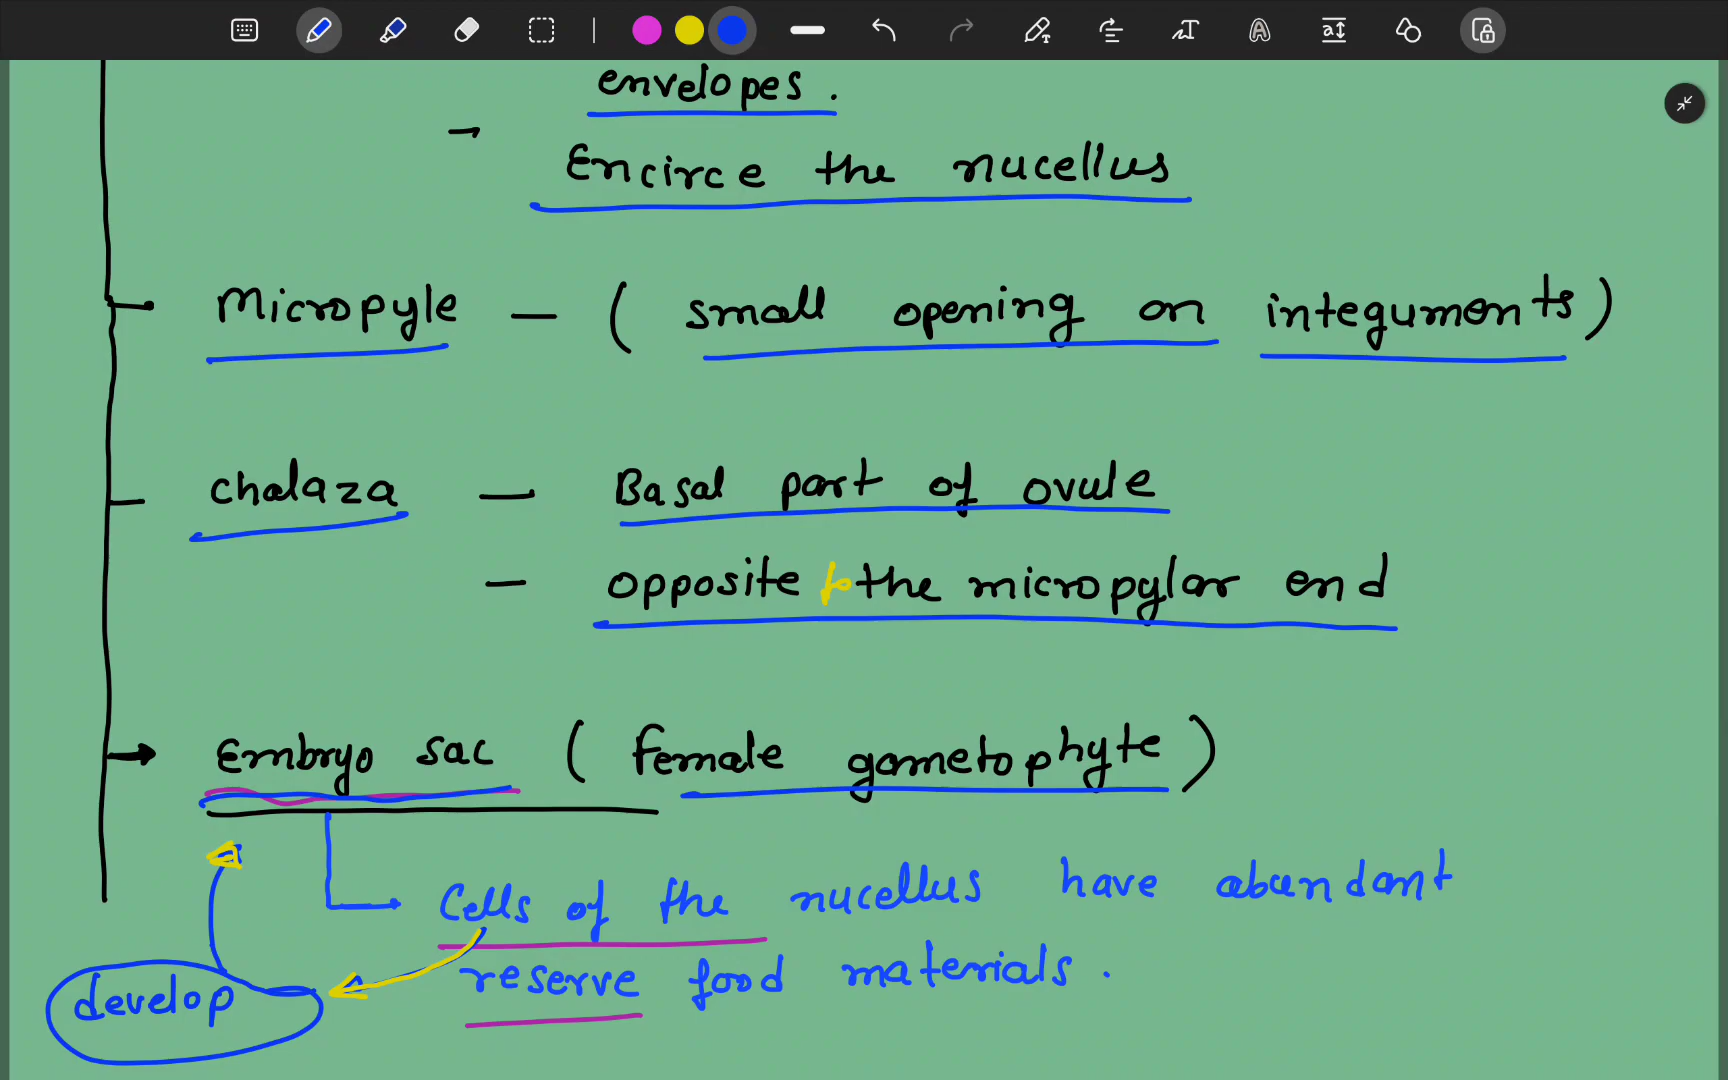 envelopes.
→ Encirce the nucellus
Micropyle — (small opening on integuments)
chalaza — Basal part of ovule
- opposite to the micropylar end
→ Embryo sac (female gametophyte)
Cells of the nucellus have abundant
reserve food materials.
develop